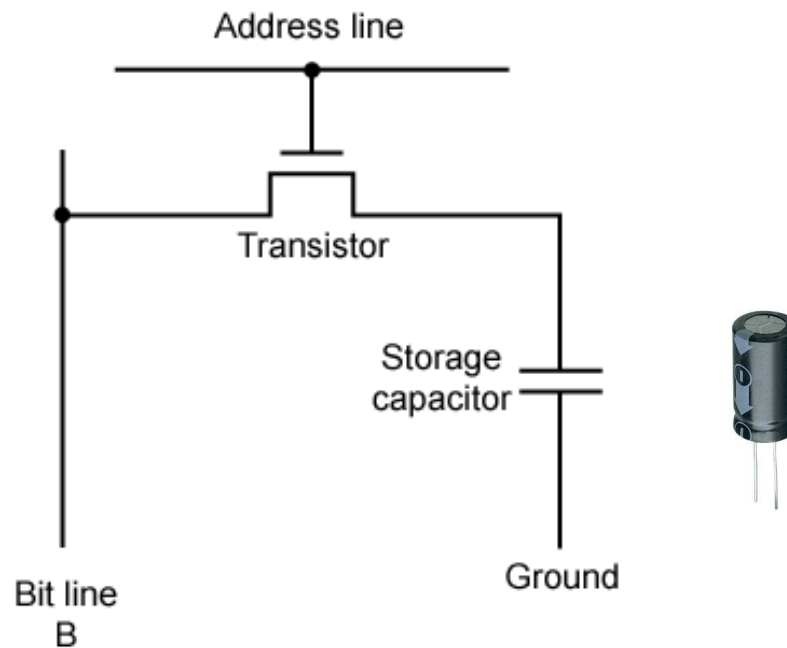 Address line
Transistor
Storage
capacitor
Ground
Bit line
B